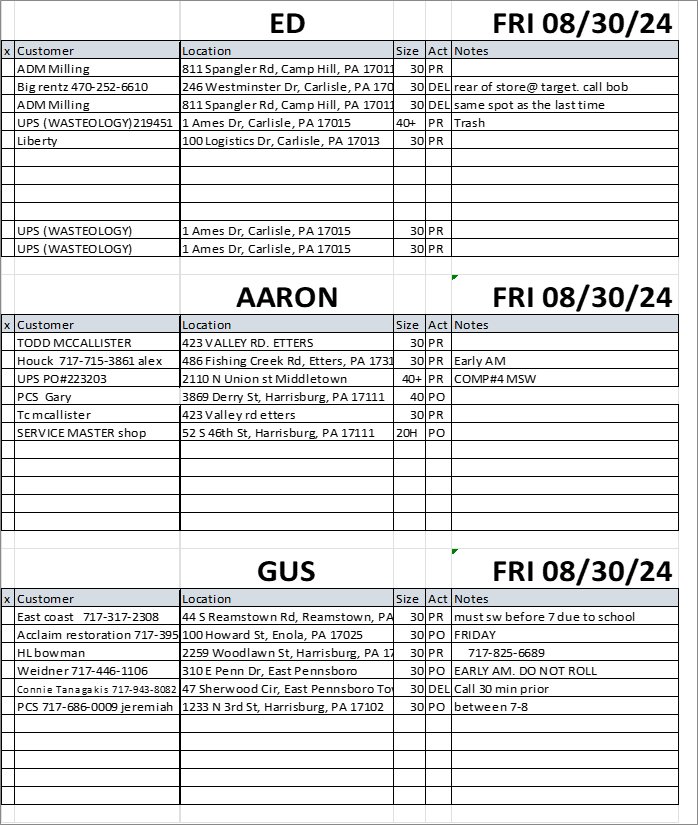 ED FRI 08/30/24
x Customer Location Size Act Notes
ADM Milling 811 Spangler Rd, Camp Hill, PA 17011 30 PR
Big rentz 470-252-6610 246 Westminster Dr, Carlisle, PA 170 30 DEL rear of store@ target. call bob
ADM Milling 811 Spangler Rd, Camp Hill, PA 17011 30 DEL same spot as the last time
UPS (WASTEOLOGY)219451 1 Ames Dr, Carlisle, PA 17015 40+ PR Trash
Liberty 100 Logistics Dr, Carlisle, PA 17013 30 PR
UPS (WASTEOLOGY) 1 Ames Dr, Carlisle, PA 17015 30 PR
UPS (WASTEOLOGY) 1 Ames Dr, Carlisle, PA 17015 30 PR
AARON FRI 08/30/24
x Customer Location Size Act Notes
TODD MCCALLISTER 423 VALLEY RD. ETTERS 30 PR
Houck 717-715-3861 alex 486 Fishing Creek Rd, Etters, PA 1731 30 PR Early AM
UPS PO#223203 2110 N Union st Middletown 40+ PR COMP#4 MSW
PCS Gary 3869 Derry St, Harrisburg, PA 17111 40 PO
Tc mcallister 423 Valley rd etters 30 PR
SERVICE MASTER shop 52 S 46th St, Harrisburg, PA 17111 20H PO
GUS FRI 08/30/24
x Customer Location Size Act Notes
East coast 717-317-2308 44 S Reamstown Rd, Reamstown, PA 30 PR must sw before 7 due to school
Acclaim restoration 717-395 100 Howard St, Enola, PA 17025 30 PO FRIDAY
HL bowman 2259 Woodlawn St, Harrisburg, PA 17 30 PR 717-825-6689
Weidner 717-446-1106 310 E Penn Dr, East Pennsboro 30 PO EARLY AM. DO NOT ROLL
Connie Tanagakis 717-943-8082 47 Sherwood Cir, East Pennsboro To 30 DEL Call 30 min prior
PCS 717-686-0009 jeremiah 1233 N 3rd St, Harrisburg, PA 17102 30 PO between 7-8